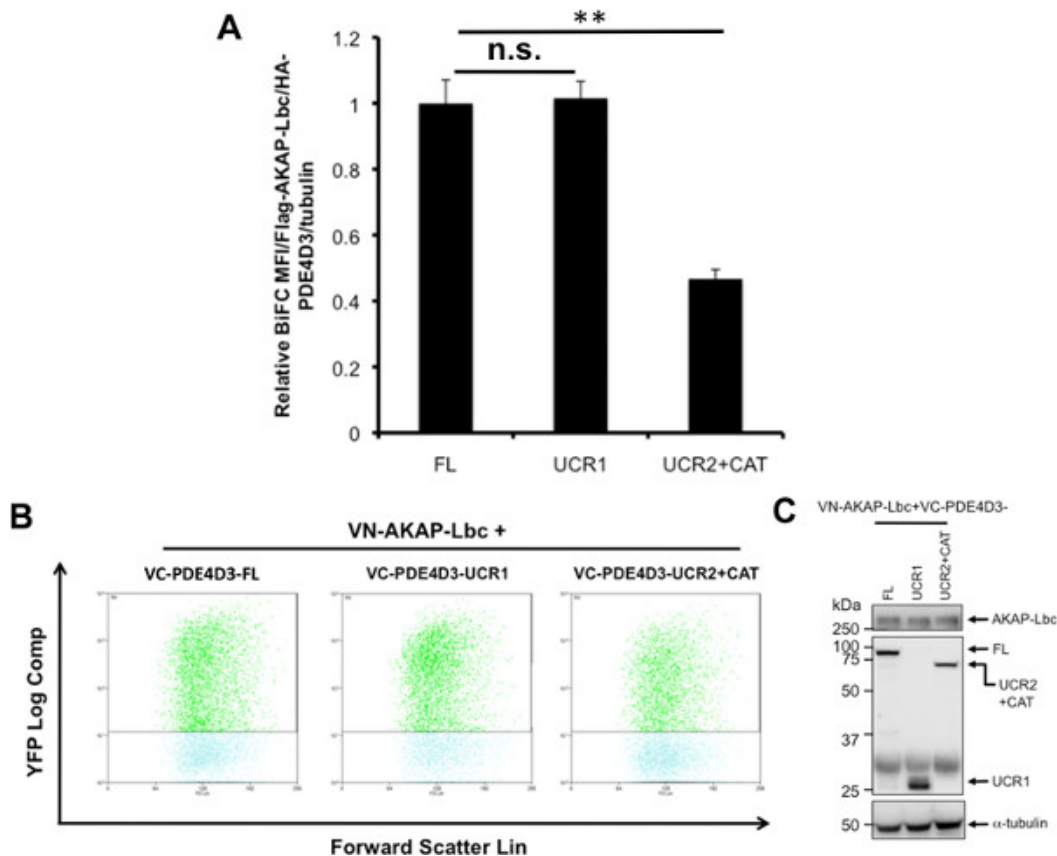 A
**
n.s.
Relative BiFC MFI/Flag-AKAP-Lbc/HA-
PDE4D3/tubulin
1.2
1
0.8
0.6
0.4
0.2
0
FL UCR1 UCR2+CAT
B
VN-AKAP-Lbc +
VC-PDE4D3-FL VC-PDE4D3-UCR1 VC-PDE4D3-UCR2+CAT
YFP Log Comp
Forward Scatter Lin
C
VN-AKAP-Lbc+VC-PDE4D3-
FL UCR1 UCR2+CAT
kDa
250
AKAP-Lbc
100
75
50
37
25
FL
UCR2
+CAT
UCR1
50
α-tubulin